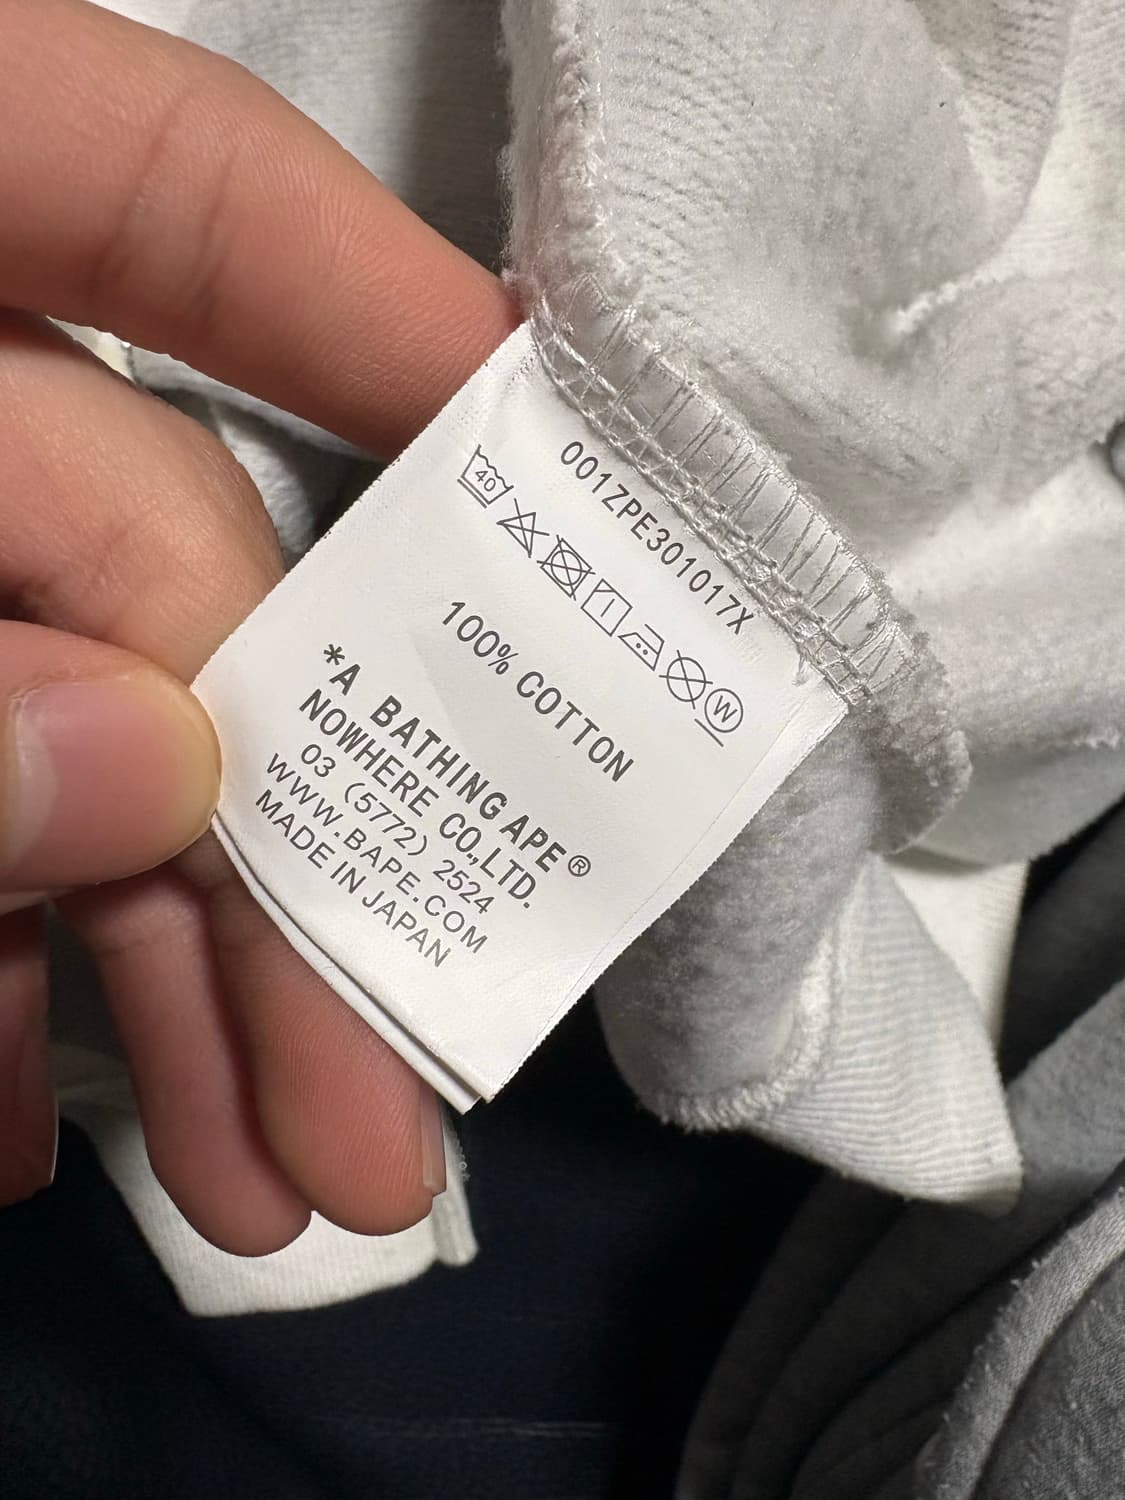 001ZPE301017X
40
W
100% COTTON
*A BATHING APE®
NOWHERE CO.,LTD.
03 (5772) 2524
WWW.BAPE.COM
MADE IN JAPAN